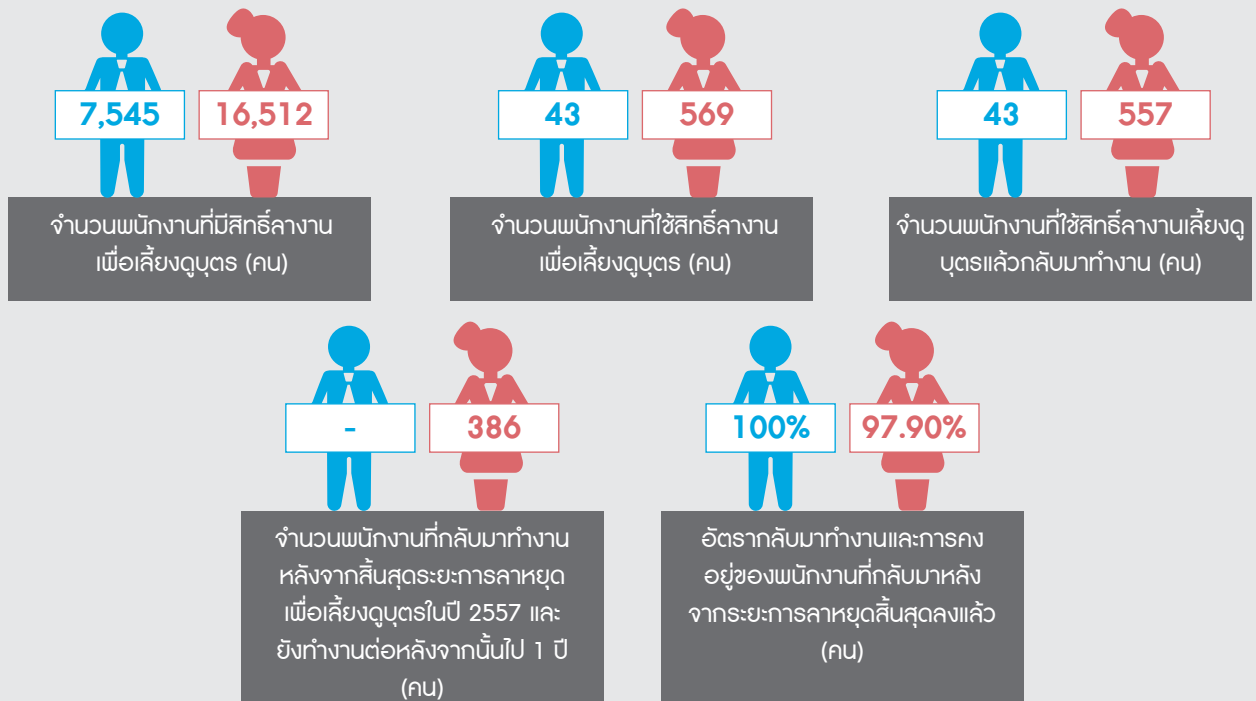 7,545
16,512
จำนวนพนักงานที่มีสิทธิ์ลางาน
เพื่อเลี้ยงดูบุตร (คน)
43
569
จำนวนพนักงานที่ใช้สิทธิ์ลางาน
เพื่อเลี้ยงดูบุตร (คน)
43
557
จำนวนพนักงานที่ใช้สิทธิ์ลางานเลี้ยงดู
บุตรแล้วกลับมาทำงาน (คน)
-
386
จำนวนพนักงานที่กลับมาทำงาน
หลังจากสิ้นสุดระยะการลาหยุด
เพื่อเลี้ยงดูบุตรในปี 2557 และ
ยังทำงานต่อหลังจากนั้นไป 1 ปี
(คน)
100%
97.90%
อัตรากลับมาทำงานและการคง
อยู่ของพนักงานที่กลับมาหลัง
จากระยะการลาหยุดสิ้นสุดลงแล้ว
(คน)